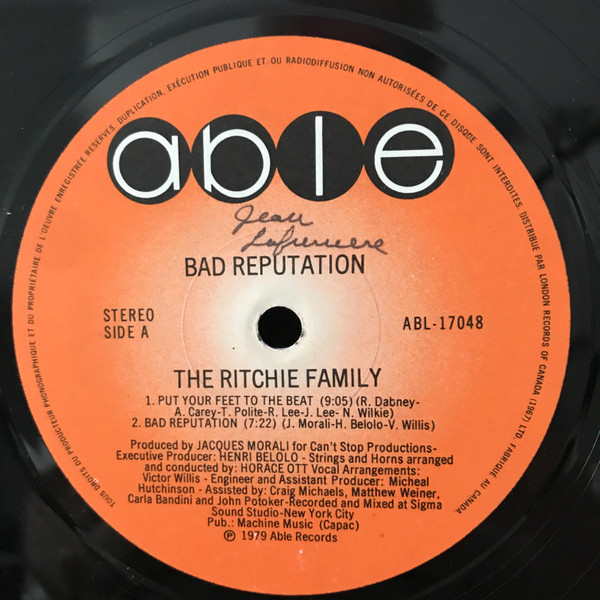 TOUS DROITS DU PRODUCTEUR PHONOGRAPHIQUE ET DU PROPRIÉTAIRE DE L'OEUVRE ENREGISTRÉE RESERVES. DUPLICATION, EXÉCUTION PUBLIQUE ET/OU RADIODIFFUSION NON AUTORISÉES DE CE DISQUE SONT INTERDITES. DISTRIBUÉ PAR LONDON RECORDS OF CANADA (1967) LTD. FABRIQUE AU CANADA.
able
Jean
BAD REPUTATION
STEREO
SIDE A
ABL-17048
THE RITCHIE FAMILY
1. PUT YOUR FEET TO THE BEAT (9:05) (R. Dabney-
A. Carey-T. Polite-R. Lee-J. Lee-N. Wilkie)
2. BAD REPUTATION (7:22) (J. Morali-H. Belolo-V. Willis)
Produced by JACQUES MORALI for Can't Stop Productions-
Executive Producer: HENRI BELOLO - Strings and Horns arranged
and conducted by: HORACE OTT Vocal Arrangements:
Victor Willis - Engineer and Assistant Producer: Micheal
Hutchinson - Assisted by: Craig Michaels, Matthew Weiner,
Carla Bandini and John Potoker-Recorded and Mixed at Sigma
Sound Studio-New York City
Pub.: Machine Music (Capac)
℗ 1979 Able Records